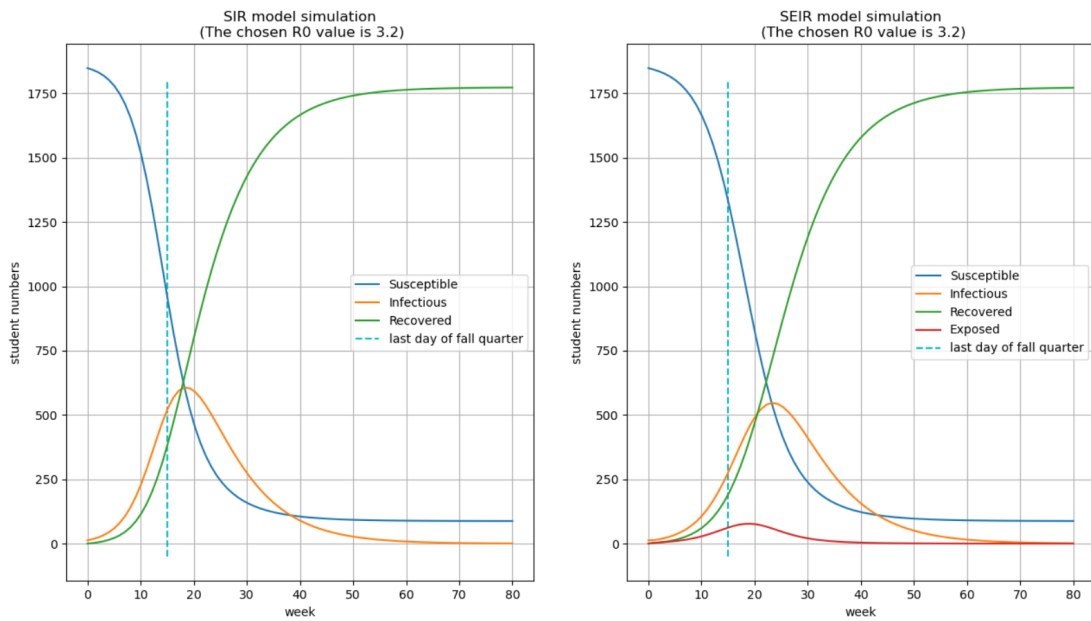 SIR model simulation
(The chosen R0 value is 3.2)
student numbers
1750
1500
1250
1000
750
500
250
0
Susceptible
Infectious
Recovered
last day of fall quarter
0 10 20 30 40 50 60 70 80
week
SEIR model simulation
(The chosen R0 value is 3.2)
student numbers
1750
1500
1250
1000
750
500
250
0
Susceptible
Infectious
Recovered
Exposed
last day of fall quarter
0 10 20 30 40 50 60 70 80
week